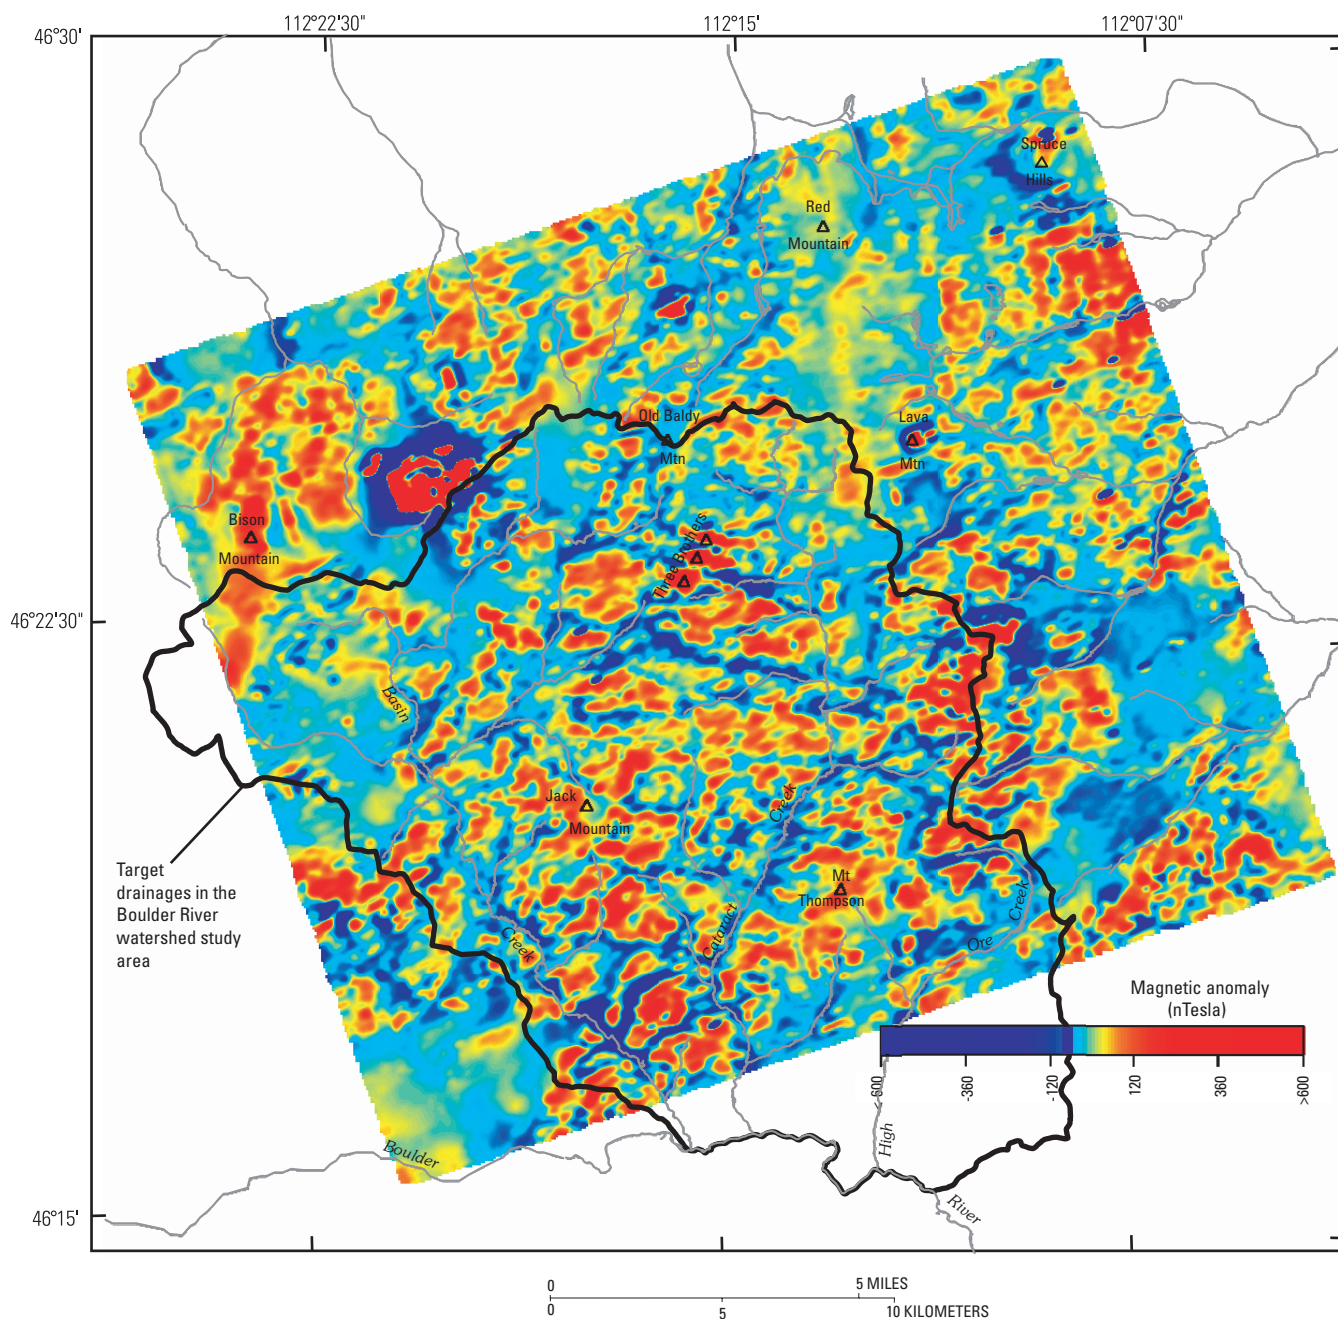 112°22'30"
112°15'
112°07'30"
46°30'
Spruce
Hills
Red
Mountain
Old Baldy
Mtn
Lava
Mtn
Bison
Mountain
Three Brothers
46°22'30"
Basin
Jack
Mountain
Creek
Mt
Thompson
Target
drainages in the
Boulder River
watershed study
area
Creek
Cataract
Creek
Ore
Magnetic anomaly
(nTesla)
-600
-360
-120
120
360
>600
High
Boulder
River
46°15'
0
5 MILES
0
5
10 KILOMETERS